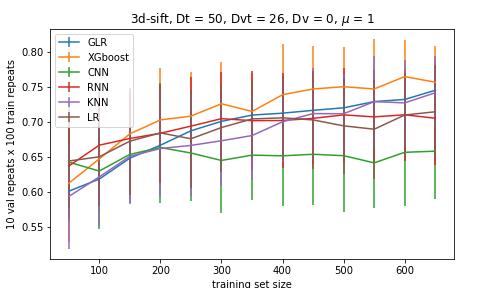 3d-sift, Dt = 50, Dvt = 26, Dv = 0, μ = 1
10 val repeats x 100 train repeats
0.80
0.75
0.70
0.65
0.60
0.55
GLR
XGboost
CNN
RNN
KNN
LR
100 200 300 400 500 600
training set size